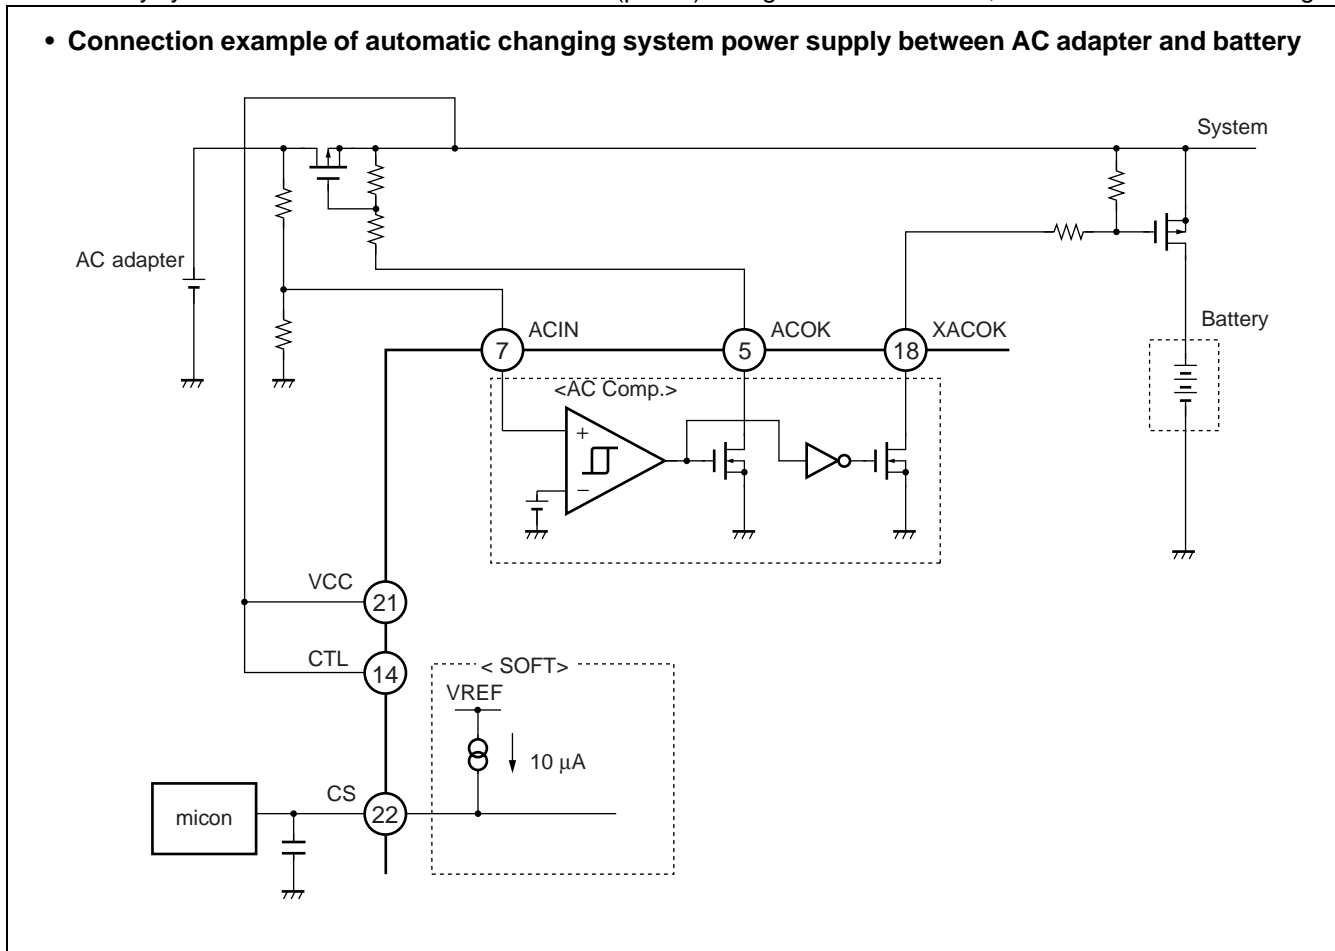 • Connection example of automatic changing system power supply between AC adapter and battery
System
AC adapter
Battery
ACIN
ACOK
XACOK
7
5
18
<AC Comp.>
+
−
VCC
21
CTL
14
< SOFT>
VREF
10 μA
CS
22
micon